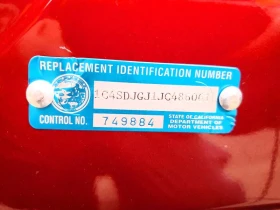 REPLACEMENT IDENTIFICATION NUMBER
CONTROL NO. 749884
STATE OF CALIFORNIA
DEPARTMENT OF
MOTOR VEHICLES